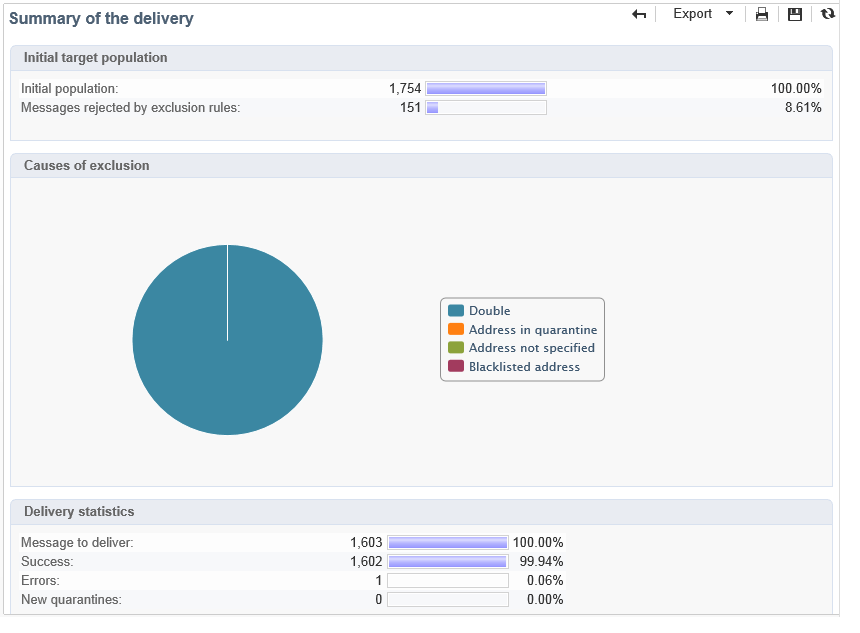 Summary of the delivery
Export
Initial target population
Initial population: 1,754 100.00%
Messages rejected by exclusion rules: 151 8.61%
Causes of exclusion
Double
Address in quarantine
Address not specified
Blacklisted address
Delivery statistics
Message to deliver: 1,603 100.00%
Success: 1,602 99.94%
Errors: 1 0.06%
New quarantines: 0 0.00%